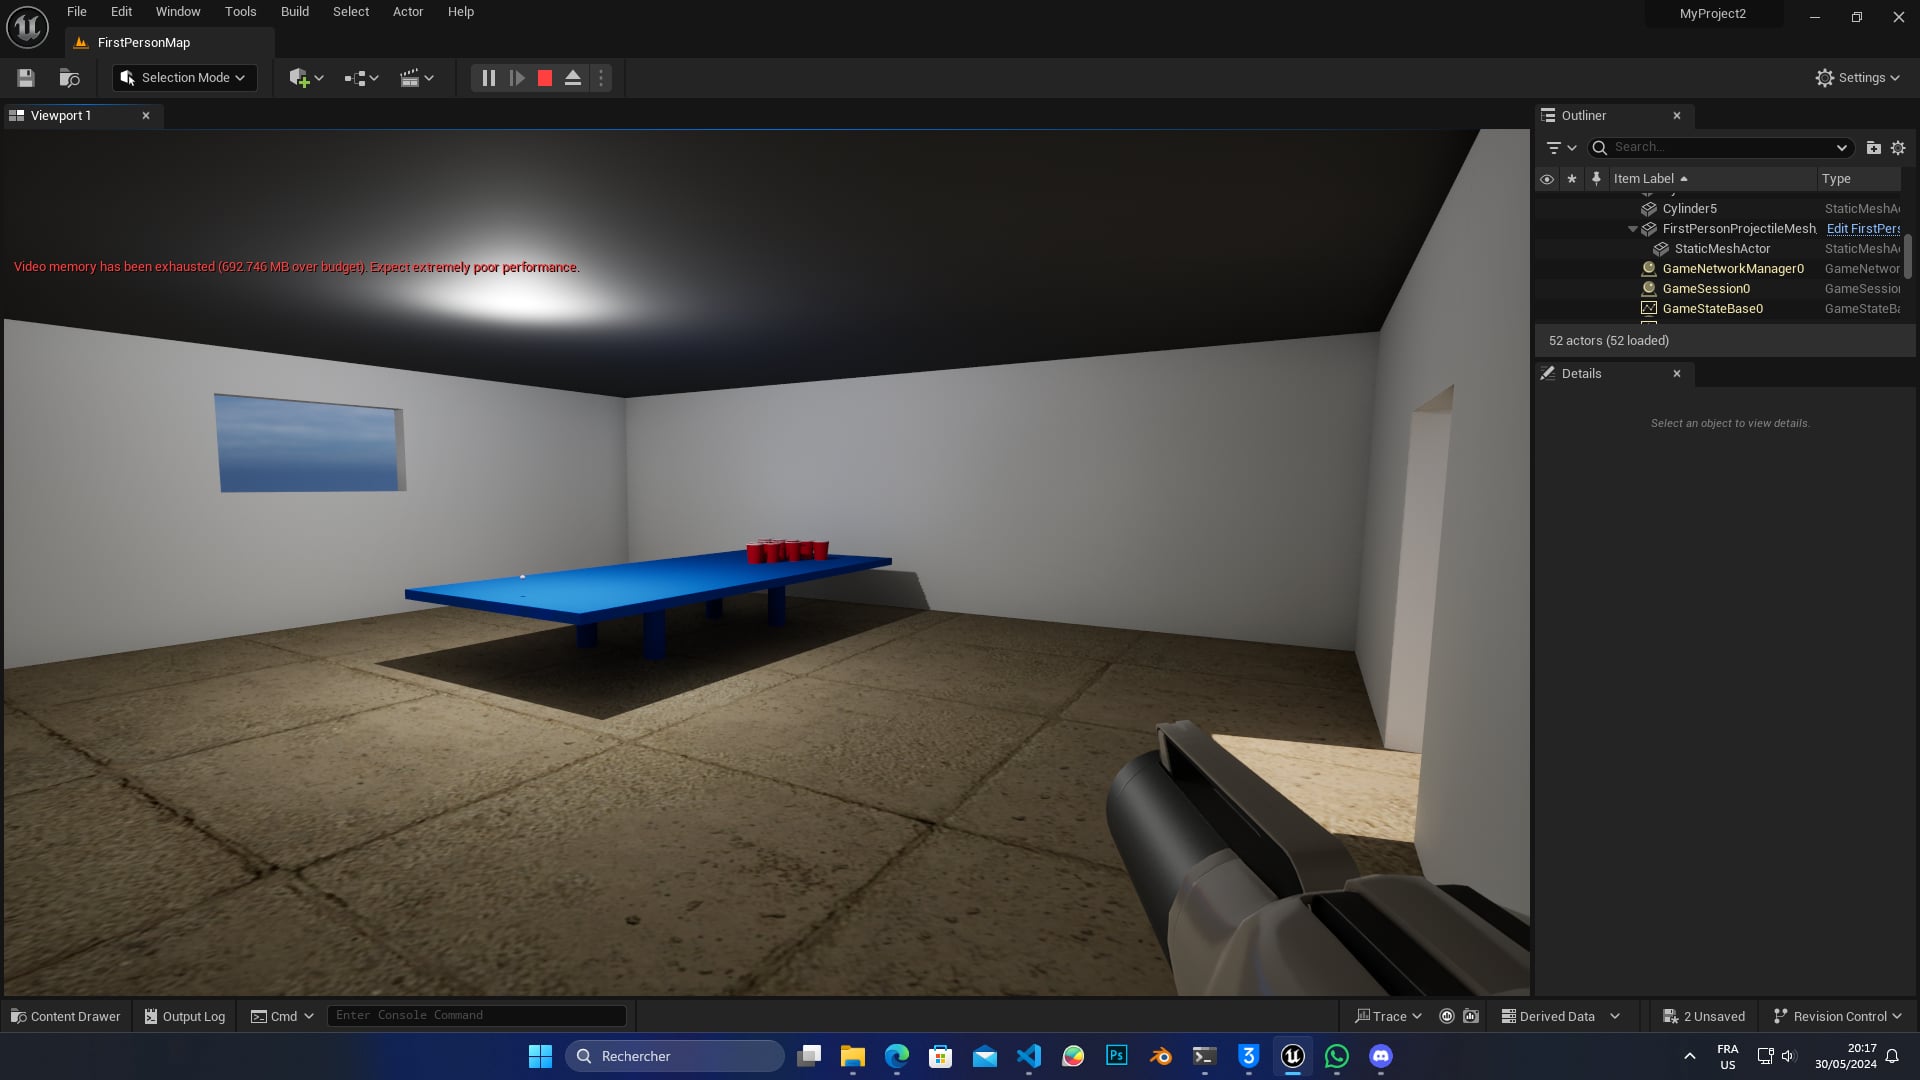 File Edit Window Tools Build Select Actor Help
MyProject2
FirstPersonMap
Selection Mode
Settings
Viewport 1
Outliner
Search...
Item Label Type
Cylinder5 StaticMeshA
FirstPersonProjectileMesh Edit FirstPers
StaticMeshActor StaticMeshA
GameNetworkManager0 GameNetwor
GameSession0 GameSession
GameStateBase0 GameStateBa
52 actors (52 loaded)
Details
Select an object to view details.
Video memory has been exhausted (692.746 MB over budget). Expect extremely poor performance.
Content Drawer Output Log Cmd Enter Console Command
Trace Derived Data 2 Unsaved Revision Control
Rechercher
Ps
3
FRA
US
20:17
30/05/2024